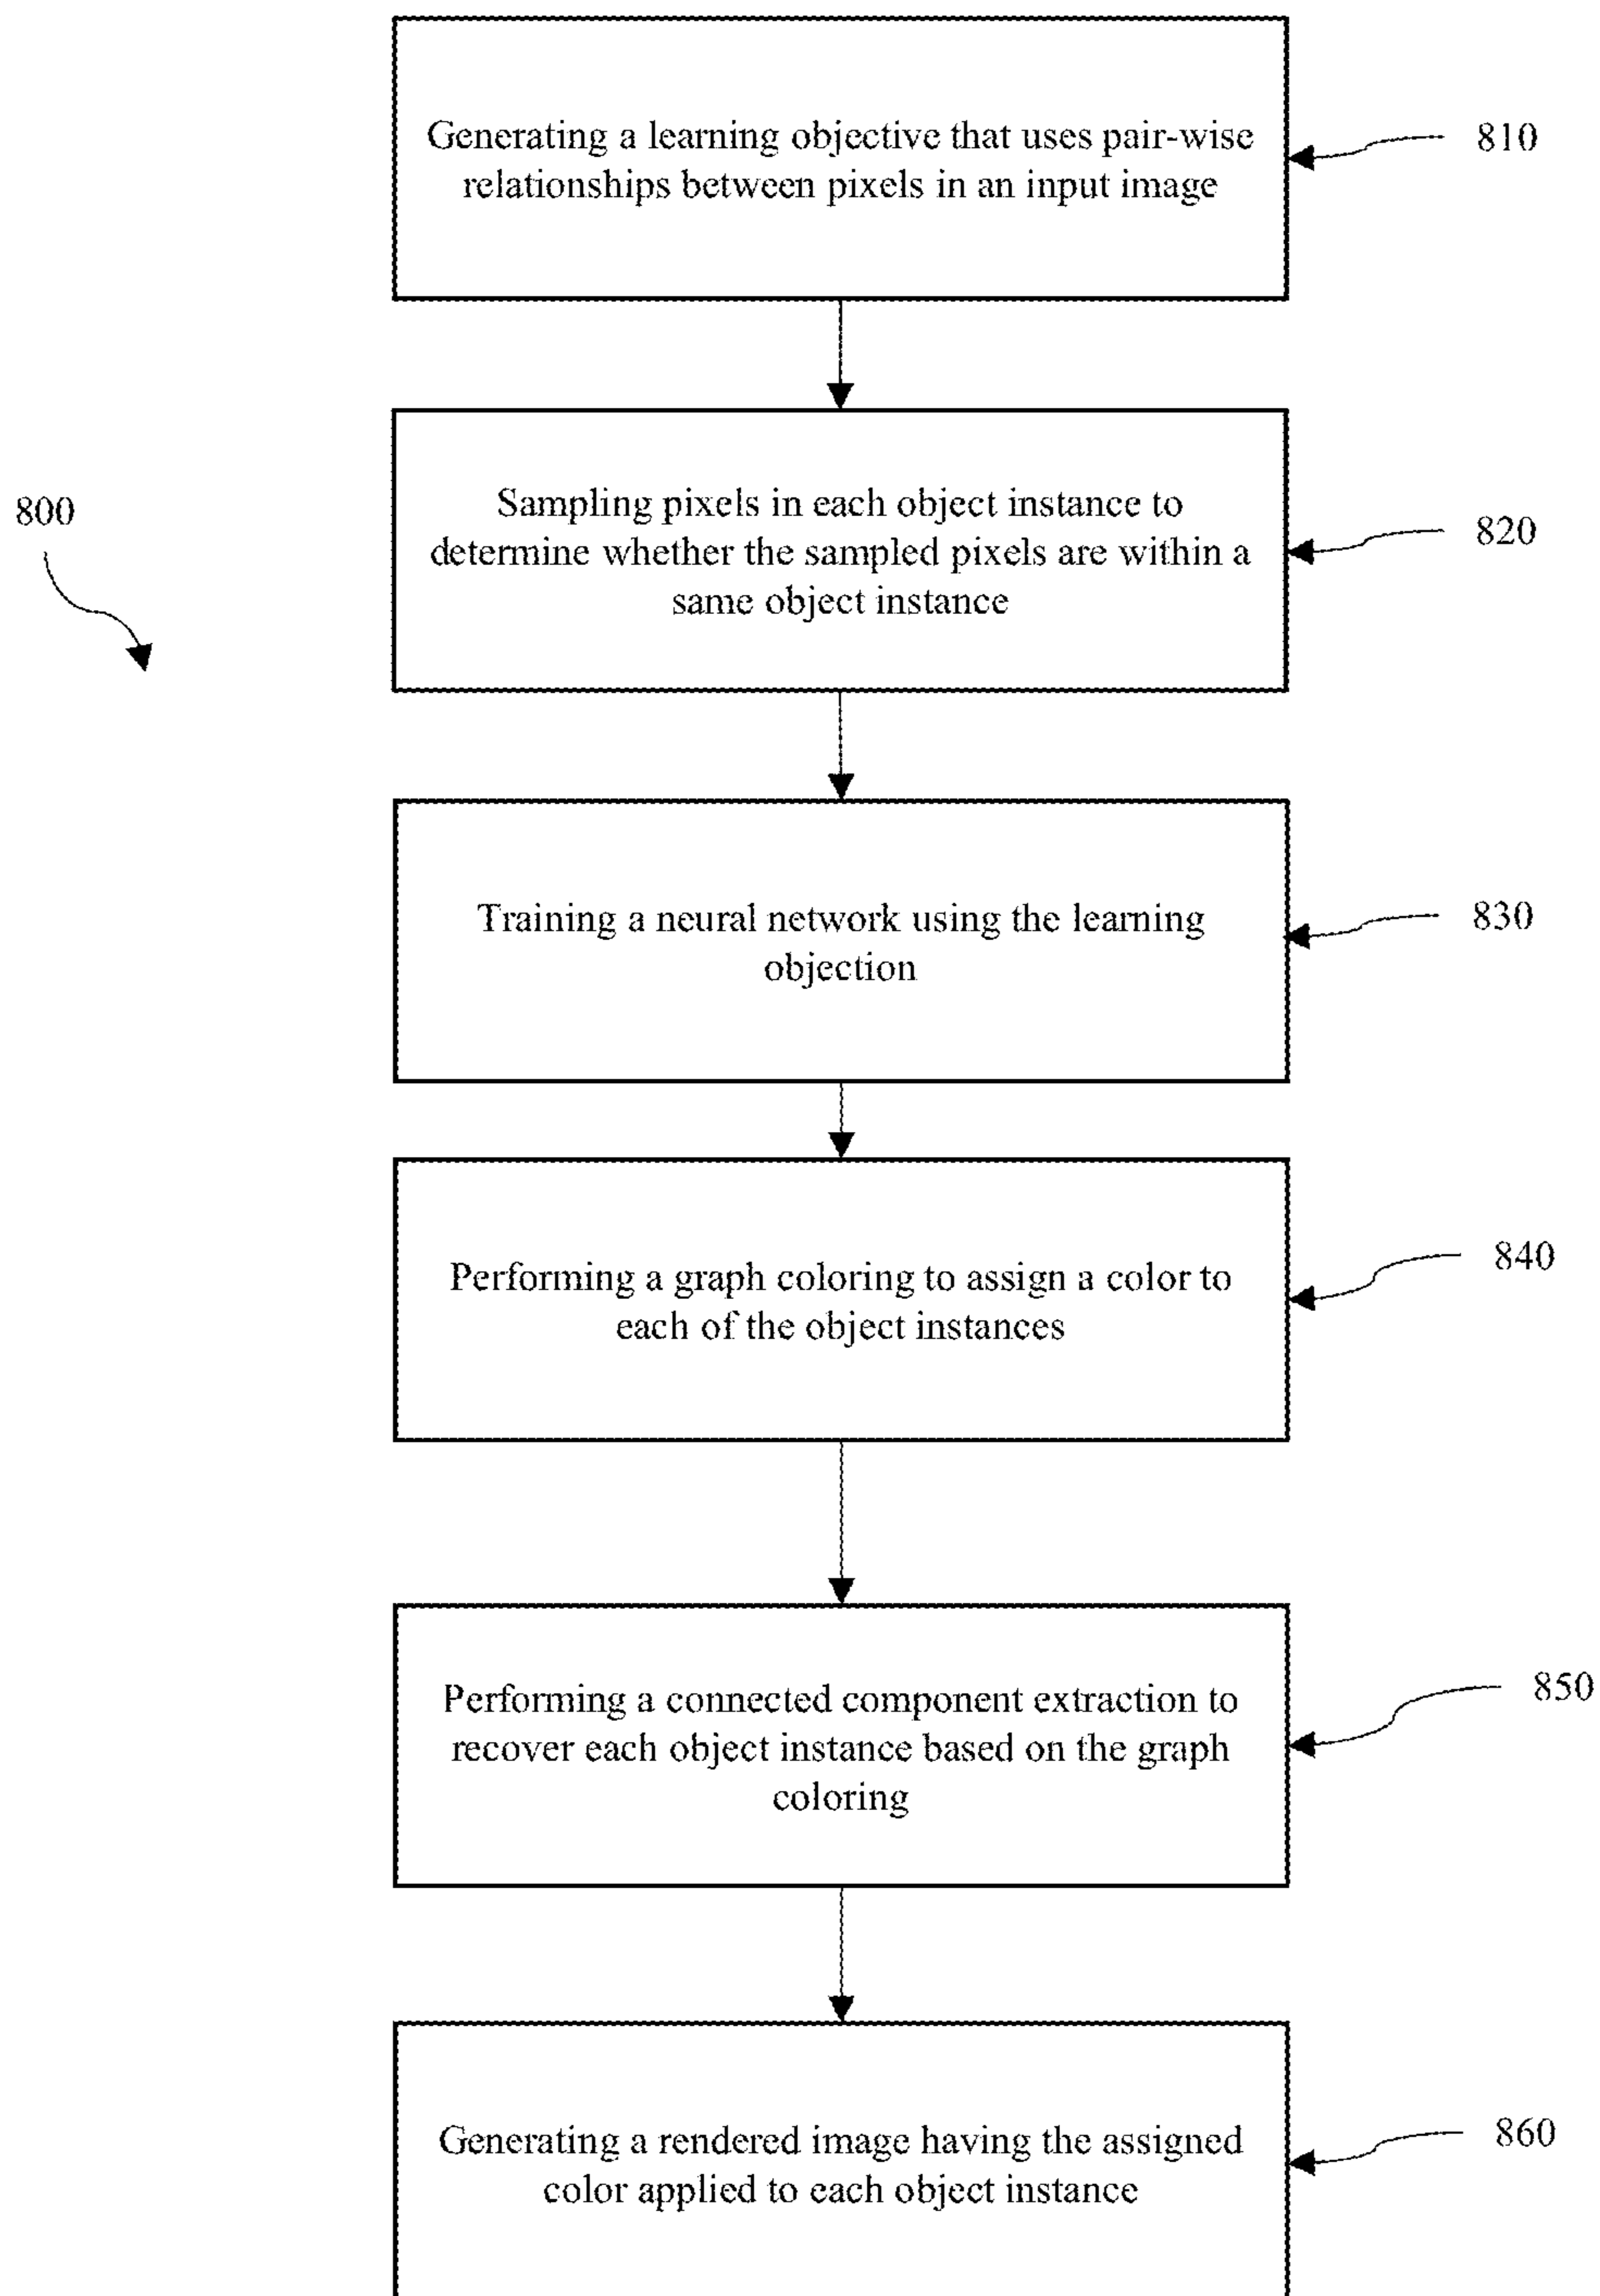 Generating a learning objective that uses pair-wise
relationships between pixels in an input image
810
800
Sampling pixels in each object instance to
determine whether the sampled pixels are within a
same object instance
820
Training a neural network using the learning
objection
830
Performing a graph coloring to assign a color to
each of the object instances
840
Performing a connected component extraction to
recover each object instance based on the graph
coloring
850
Generating a rendered image having the assigned
color applied to each object instance
860